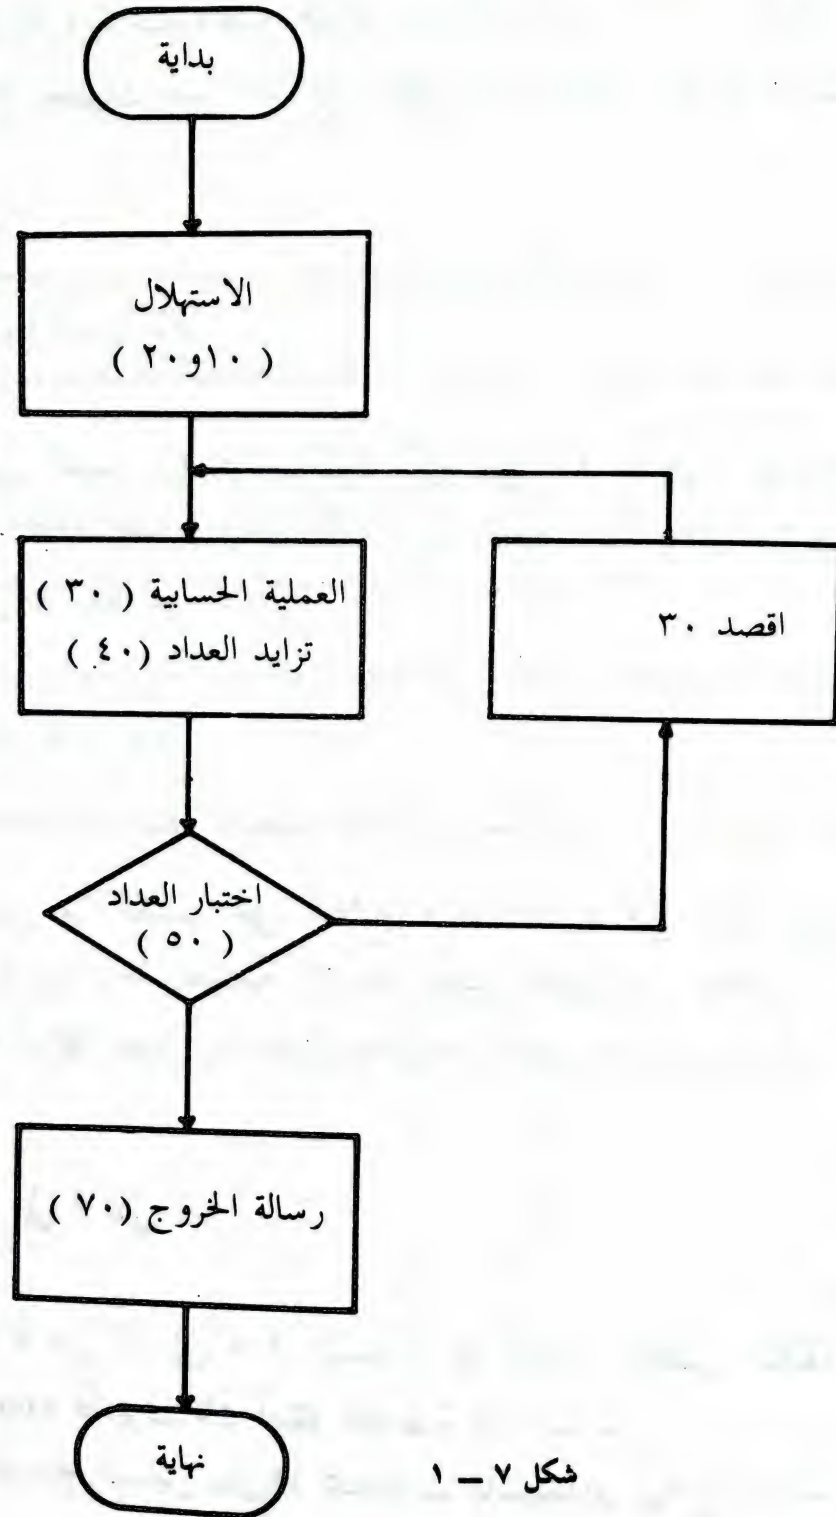 بداية
الاستهلال
( ١٠و٢٠ )
العملية الحسابية ( ٣٠ )
تزايد العداد (٤٠ )
اقصد ٣٠
اختبار العداد
( ٥٠ )
رسالة الخروج (٧٠ )
نهاية
شكل ٧ — ١